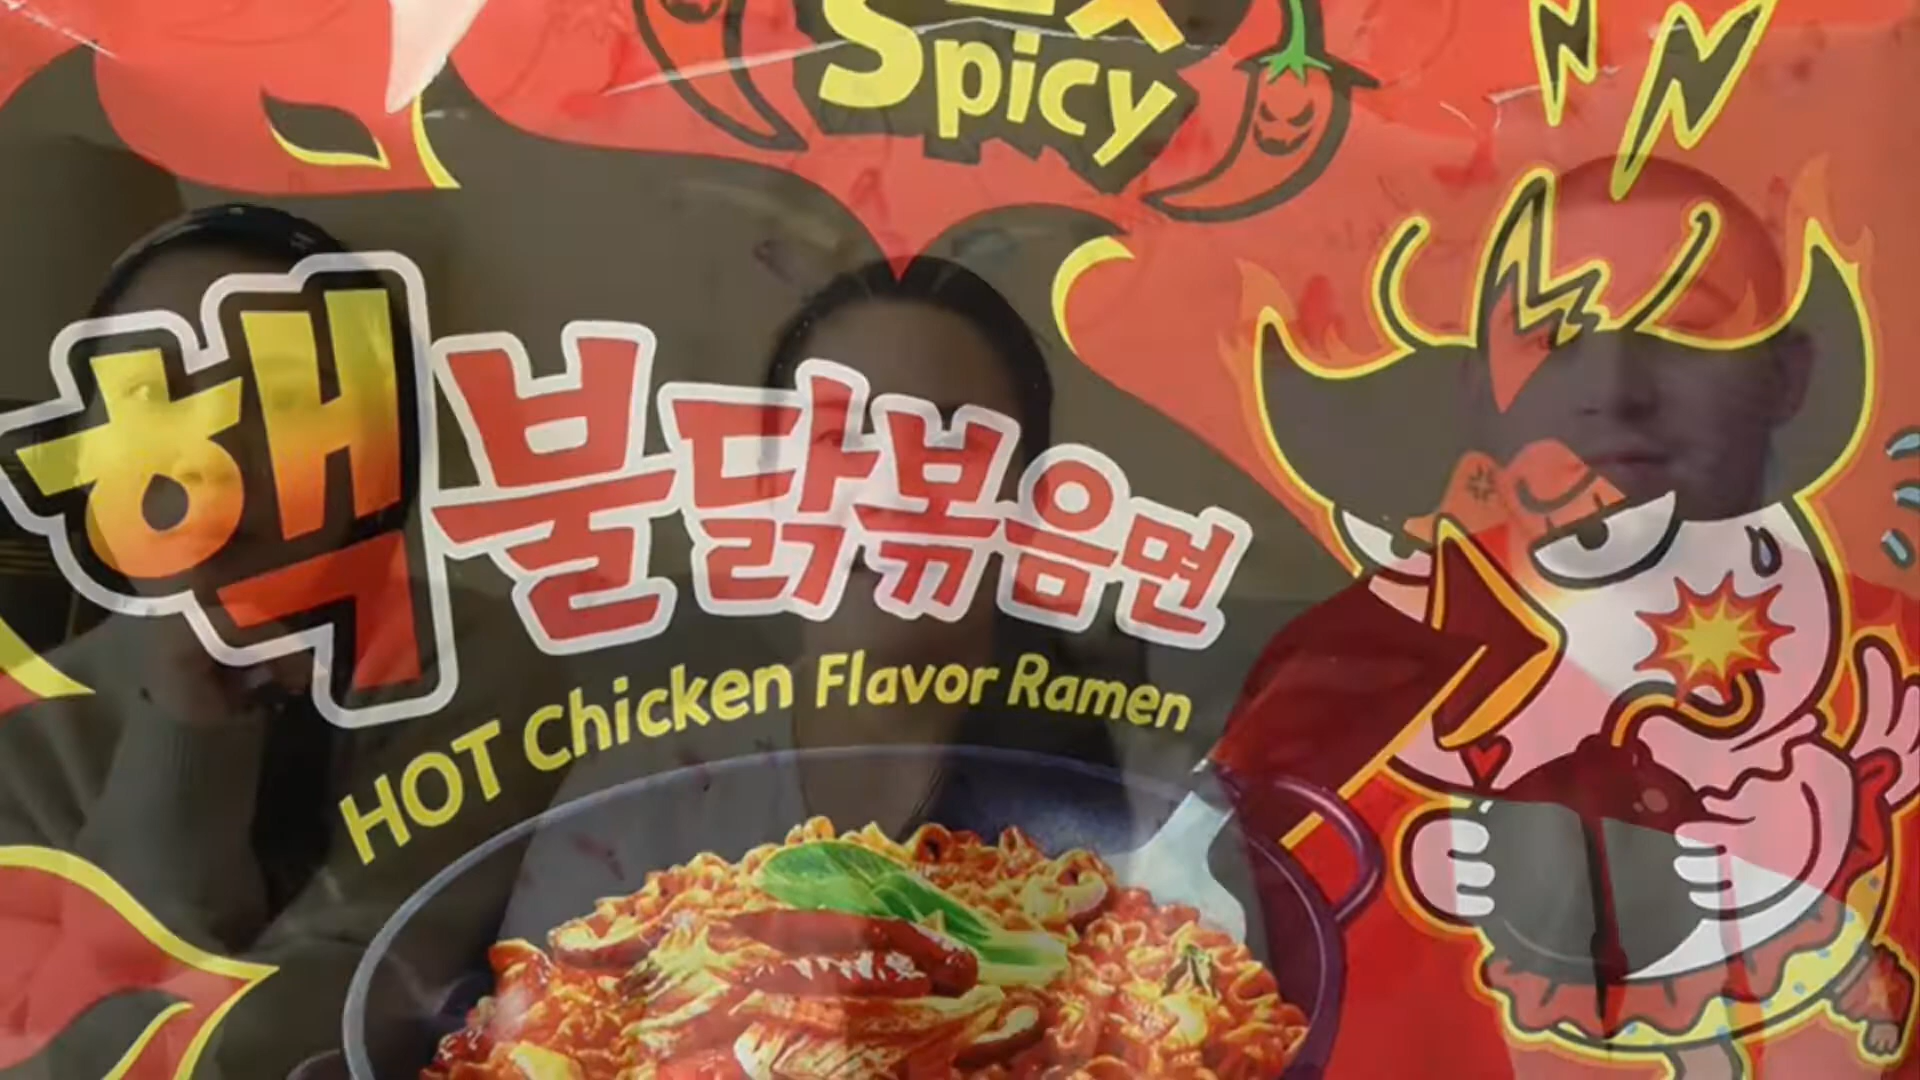 Spicy
핵불닭볶음면
HOT Chicken Flavor Ramen